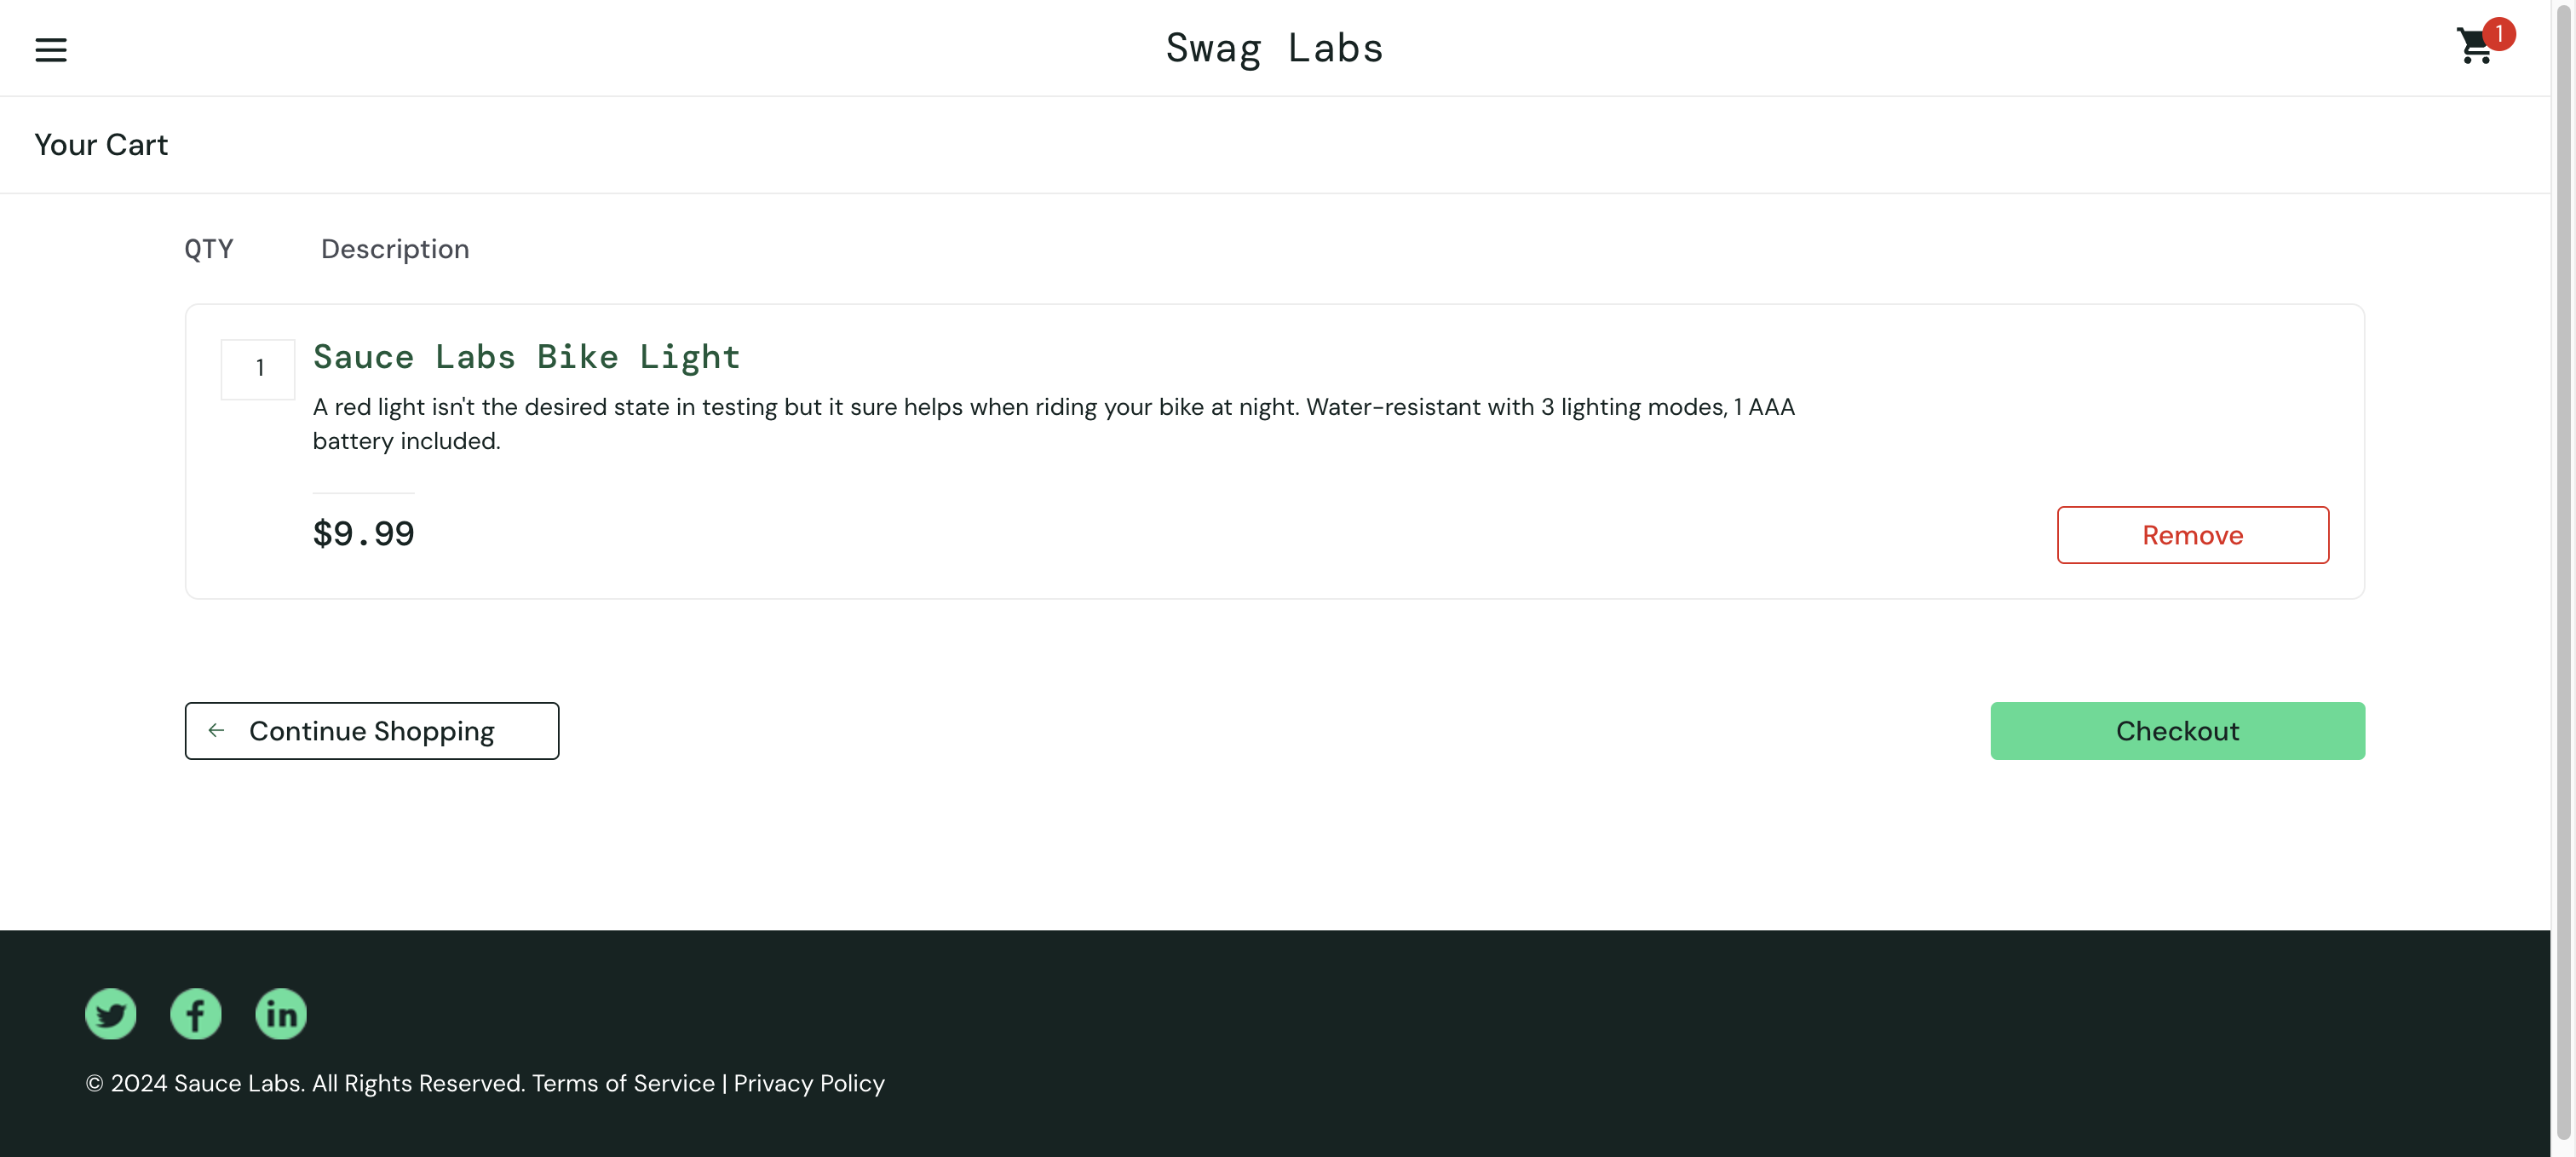 Swag Labs
1
Your Cart
QTY Description
1
Sauce Labs Bike Light
A red light isn't the desired state in testing but it sure helps when riding your bike at night. Water-resistant with 3 lighting modes, 1 AAA
battery included.
$9.99
Remove
Continue Shopping
Checkout
© 2024 Sauce Labs. All Rights Reserved. Terms of Service | Privacy Policy